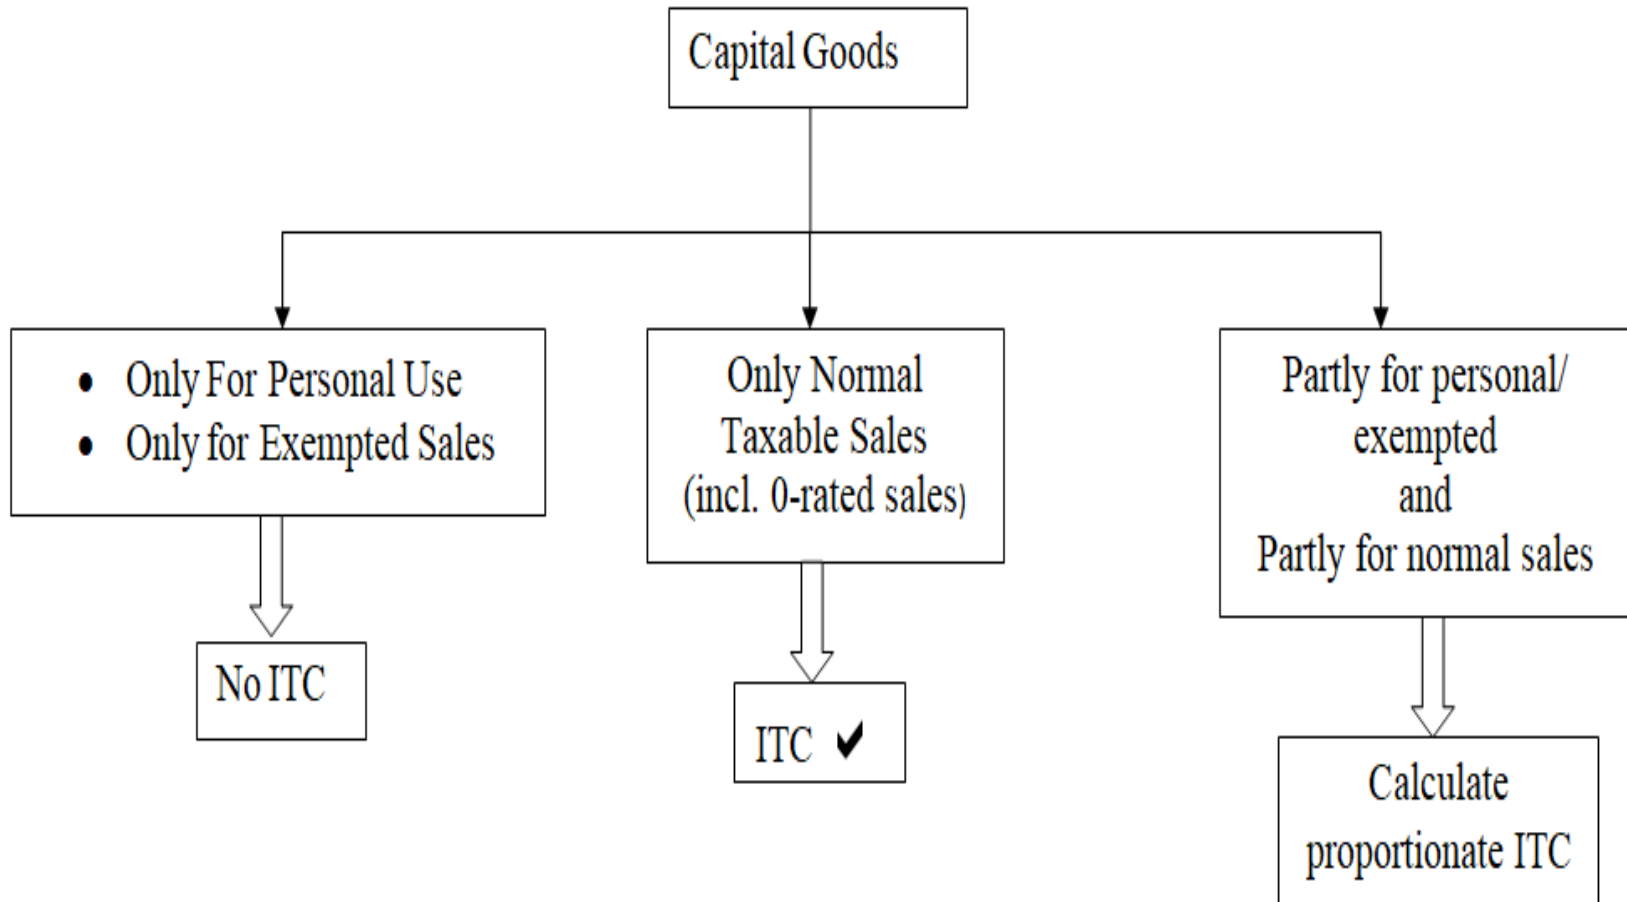 Capital Goods
• Only For Personal Use
• Only for Exempted Sales
Only Normal
Taxable Sales
(incl. 0-rated sales)
Partly for personal/
exempted
and
Partly for normal sales
No ITC
ITC ✔
Calculate
proportionate ITC